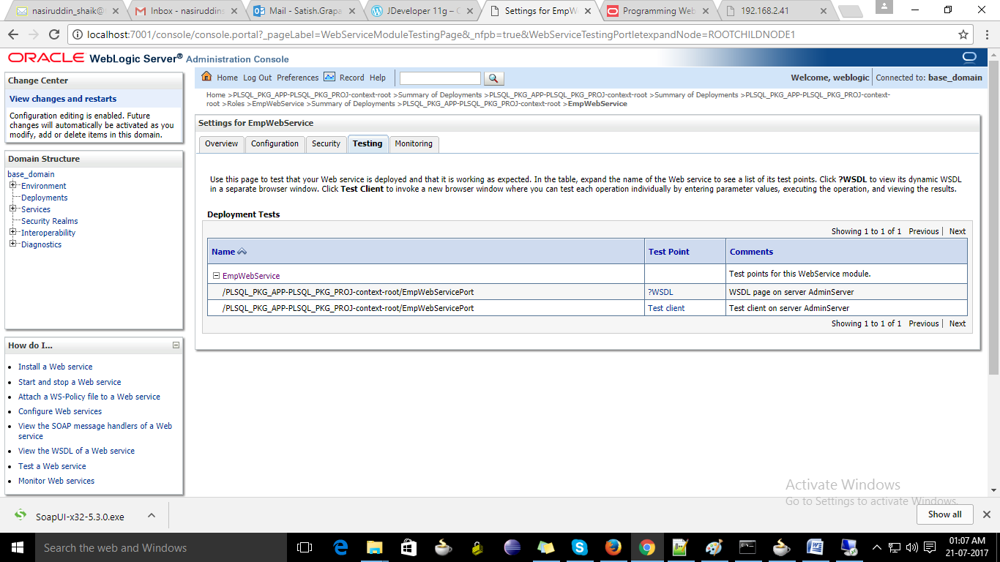 nasiruddin_shaik@l
Inbox - nasiruddins
Mail - Satish.Grapa
JDeveloper 11g – C
Settings for EmpW
Programming Web
192.168.2.41
localhost:7001/console/console.portal?_pageLabel=WebServiceModuleTestingPage&_nfpb=true&WebServiceTestingPortletexpandNode=ROOTCHILDNODE1
ORACLE WebLogic Server® Administration Console
Change Center
View changes and restarts
Configuration editing is enabled. Future
changes will automatically be activated as you
modify, add or delete items in this domain.
Domain Structure
base_domain
Environment
Deployments
Services
Security Realms
Interoperability
Diagnostics
How do I...
Install a Web service
Start and stop a Web service
Attach a WS-Policy file to a Web service
Configure Web services
View the SOAP message handlers of a Web
service
View the WSDL of a Web service
Test a Web service
Monitor Web services
Home Log Out Preferences Record Help
Welcome, weblogic Connected to: base_domain
Home >PLSQL_PKG_APP-PLSQL_PKG_PROJ-context-root >Summary of Deployments >PLSQL_PKG_APP-PLSQL_PKG_PROJ-context-root >Summary of Deployments >PLSQL_PKG_APP-PLSQL_PKG_PROJ-context-
root >Roles >EmpWebService >Summary of Deployments >PLSQL_PKG_APP-PLSQL_PKG_PROJ-context-root >EmpWebService
Settings for EmpWebService
Overview Configuration Security Testing Monitoring
Use this page to test that your Web service is deployed and that it is working as expected. In the table, expand the name of the Web service to see a list of its test points. Click ?WSDL to view its dynamic WSDL
in a separate browser window. Click Test Client to invoke a new browser window where you can test each operation individually by entering parameter values, executing the operation, and viewing the results.
Deployment Tests
Showing 1 to 1 of 1 Previous | Next
Name Test Point Comments
EmpWebService Test points for this WebService module.
/PLSQL_PKG_APP-PLSQL_PKG_PROJ-context-root/EmpWebServicePort ?WSDL WSDL page on server AdminServer
/PLSQL_PKG_APP-PLSQL_PKG_PROJ-context-root/EmpWebServicePort Test client Test client on server AdminServer
Showing 1 to 1 of 1 Previous | Next
Activate Windows
Go to Settings to activate Windows.
SoapUI-x32-5.3.0.exe
Show all
Search the web and Windows
01:07 AM
21-07-2017